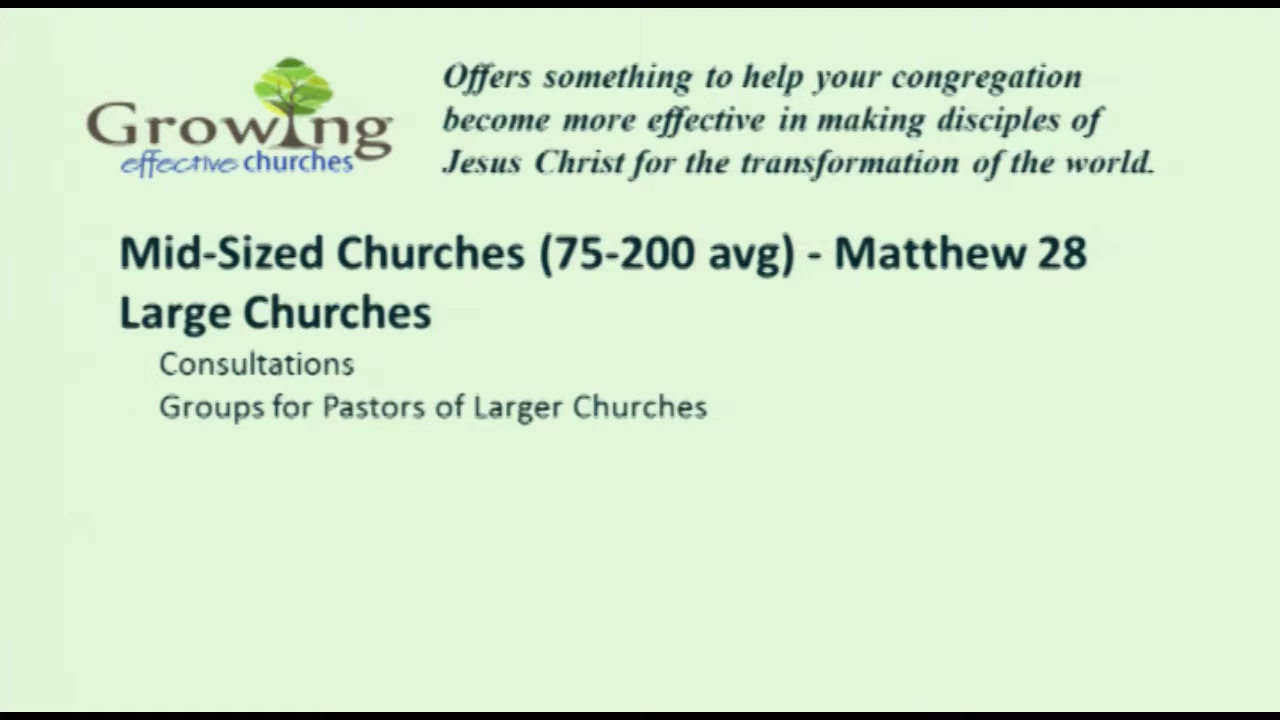 Growing
effective churches
Offers something to help your congregation
become more effective in making disciples of
Jesus Christ for the transformation of the world.
Mid-Sized Churches (75-200 avg) - Matthew 28
Large Churches
Consultations
Groups for Pastors of Larger Churches